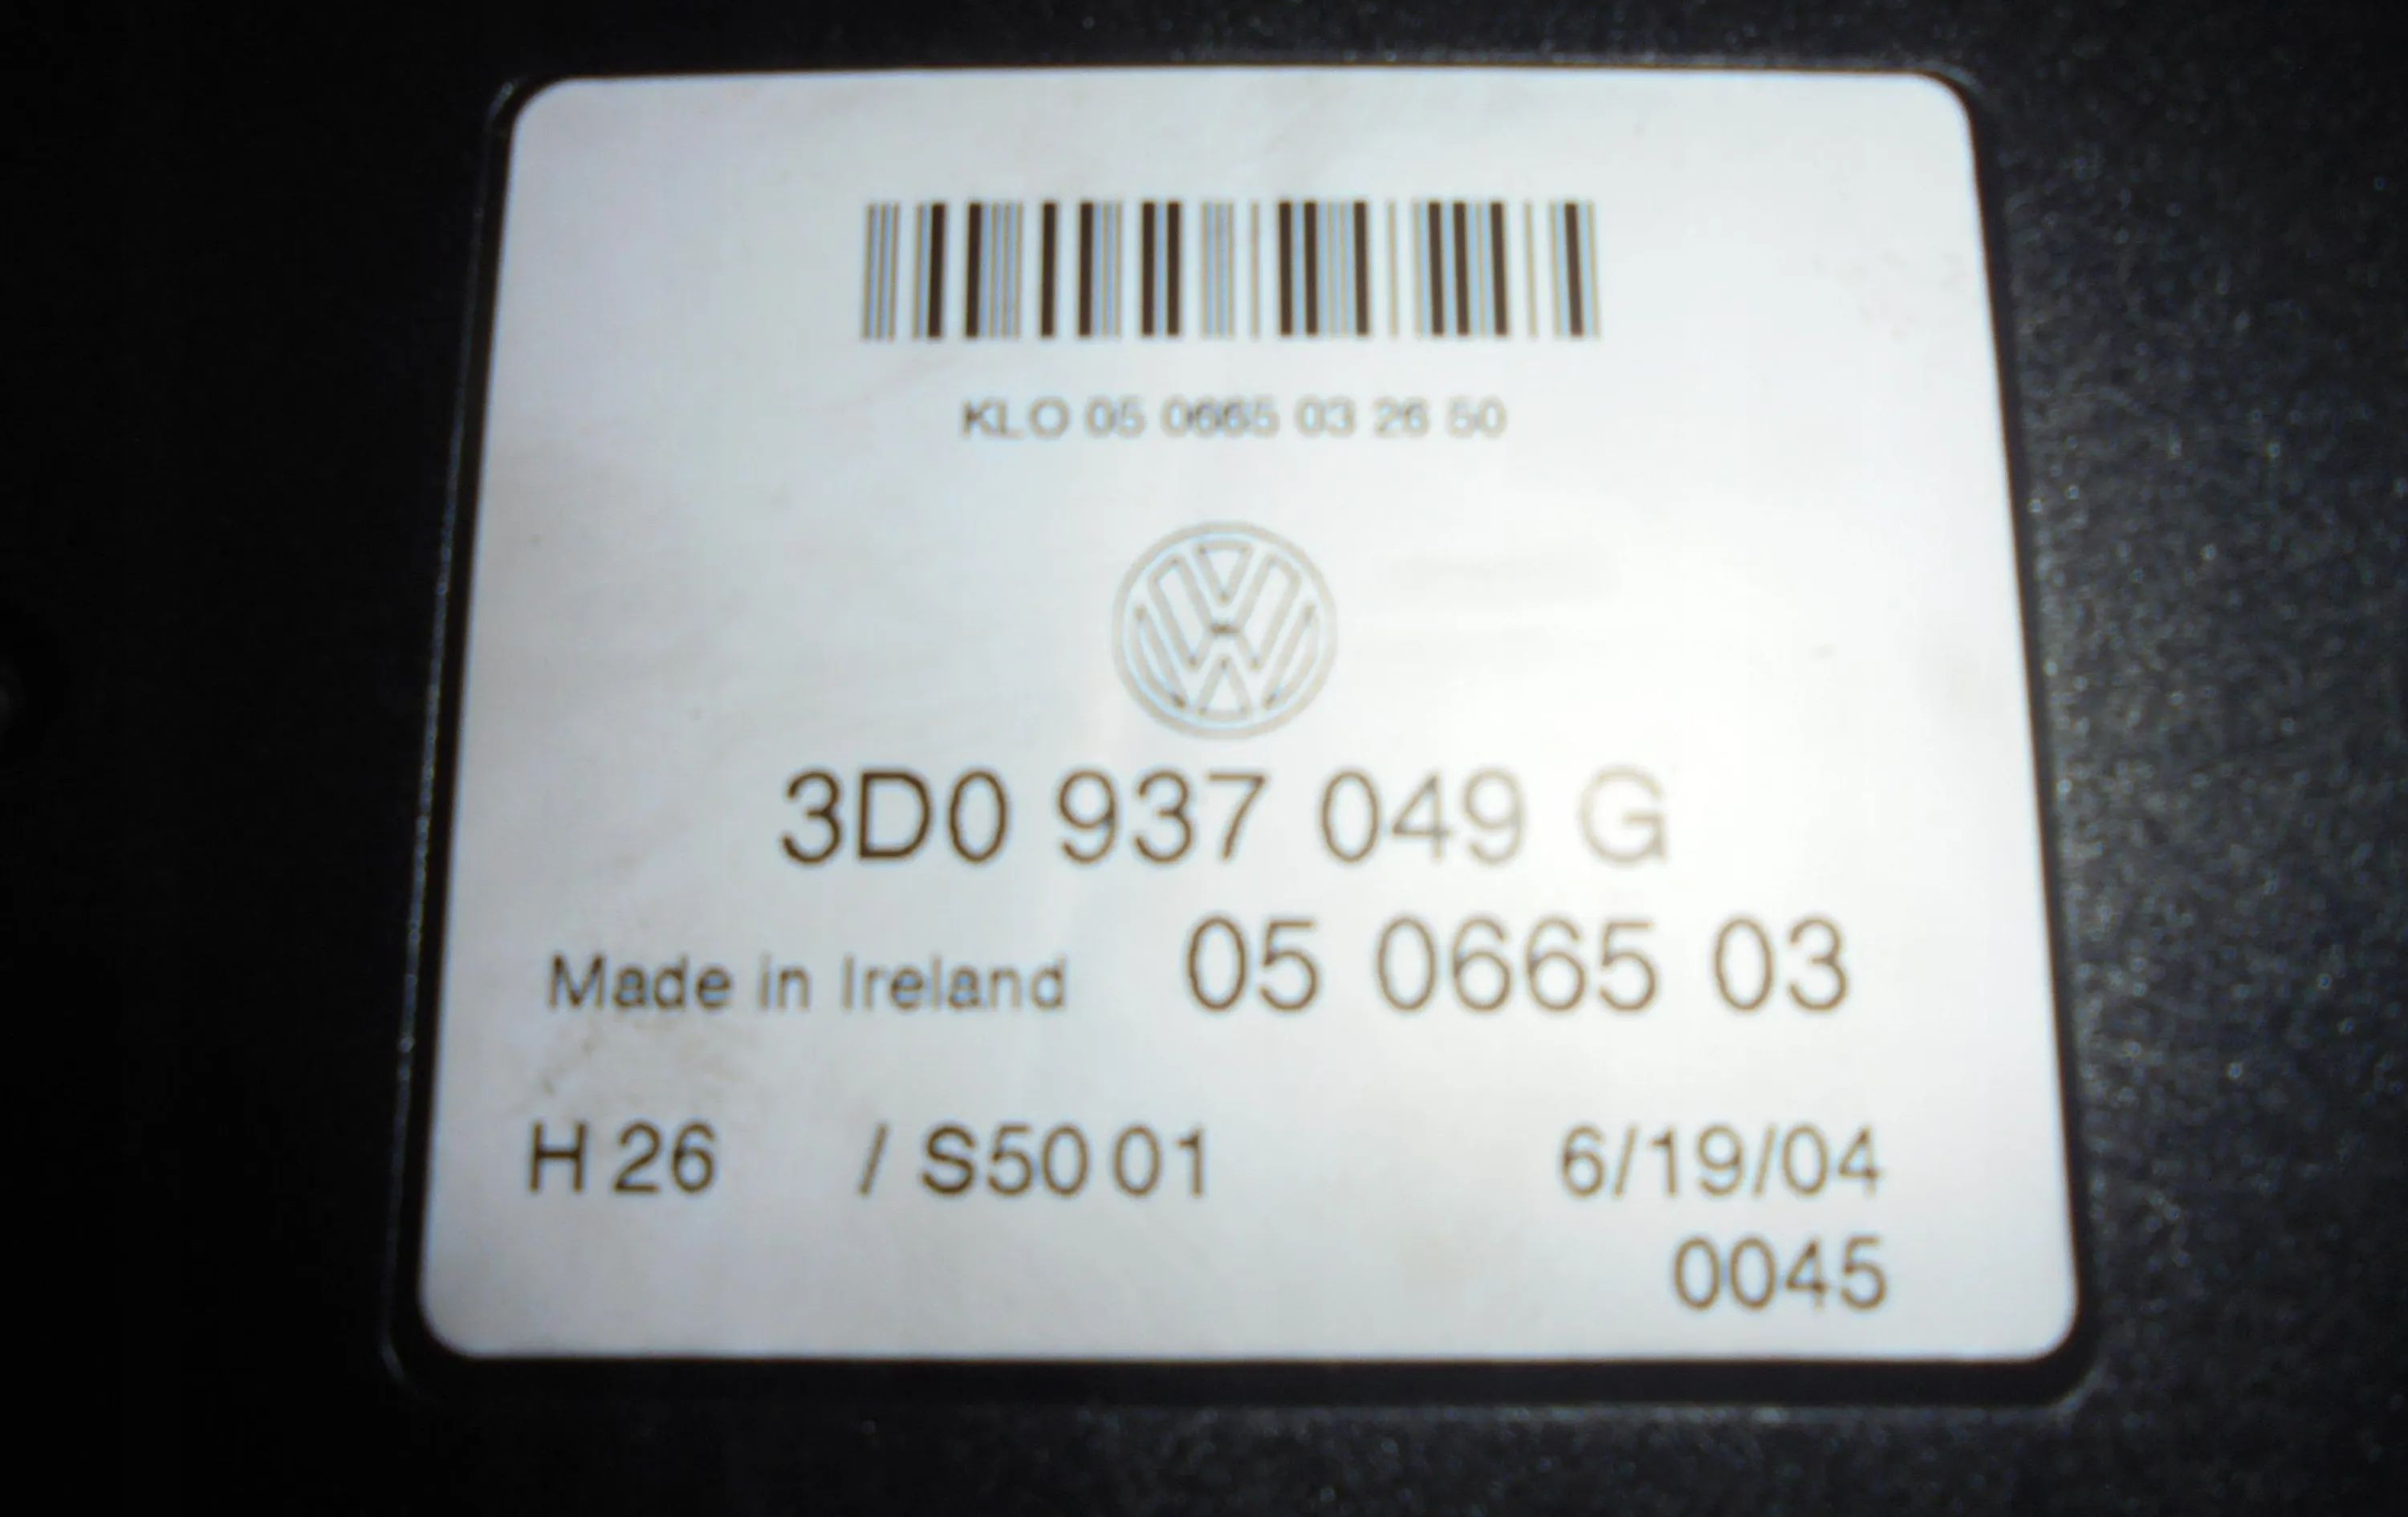 KLO 05 0665 03 26 50
3D0 937 049 G
Made in Ireland 05 0665 03
H 26 / S50 01 6/19/04
0045